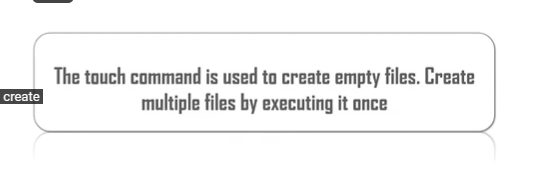 The touch command is used to create empty files. Create
create
multiple files by executing it once